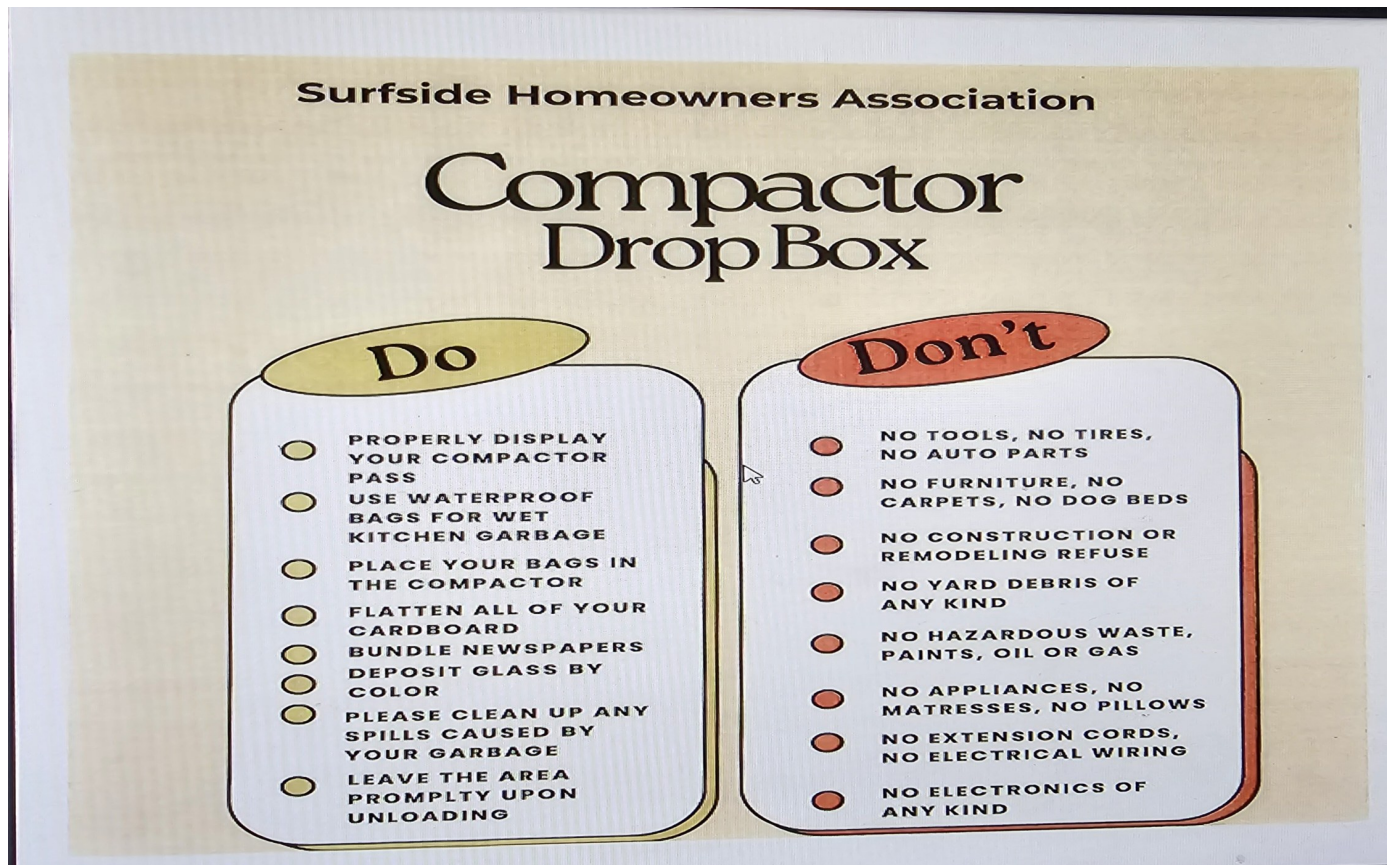 Surfside Homeowners Association
Compactor
Drop Box
Do
PROPERLY DISPLAY
YOUR COMPACTOR
PASS
USE WATERPROOF
BAGS FOR WET
KITCHEN GARBAGE
PLACE YOUR BAGS IN
THE COMPACTOR
FLATTEN ALL OF YOUR
CARDBOARD
BUNDLE NEWSPAPERS
DEPOSIT GLASS BY
COLOR
PLEASE CLEAN UP ANY
SPILLS CAUSED BY
YOUR GARBAGE
LEAVE THE AREA
PROMPLTY UPON
UNLOADING
Don't
NO TOOLS, NO TIRES,
NO AUTO PARTS
NO FURNITURE, NO
CARPETS, NO DOG BEDS
NO CONSTRUCTION OR
REMODELING REFUSE
NO YARD DEBRIS OF
ANY KIND
NO HAZARDOUS WASTE,
PAINTS, OIL OR GAS
NO APPLIANCES, NO
MATRESSES, NO PILLOWS
NO EXTENSION CORDS,
NO ELECTRICAL WIRING
NO ELECTRONICS OF
ANY KIND